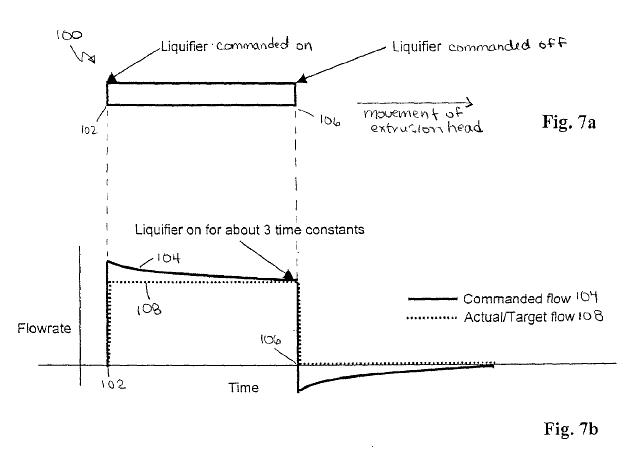 100
Liquifier commanded on
Liquifier commanded off
102
106
movement of
extrusion head
Fig. 7a
Liquifier on for about 3 time constants
104
108
Commanded flow 104
Actual/Target flow 108
Flowrate
106
102
Time
Fig. 7b